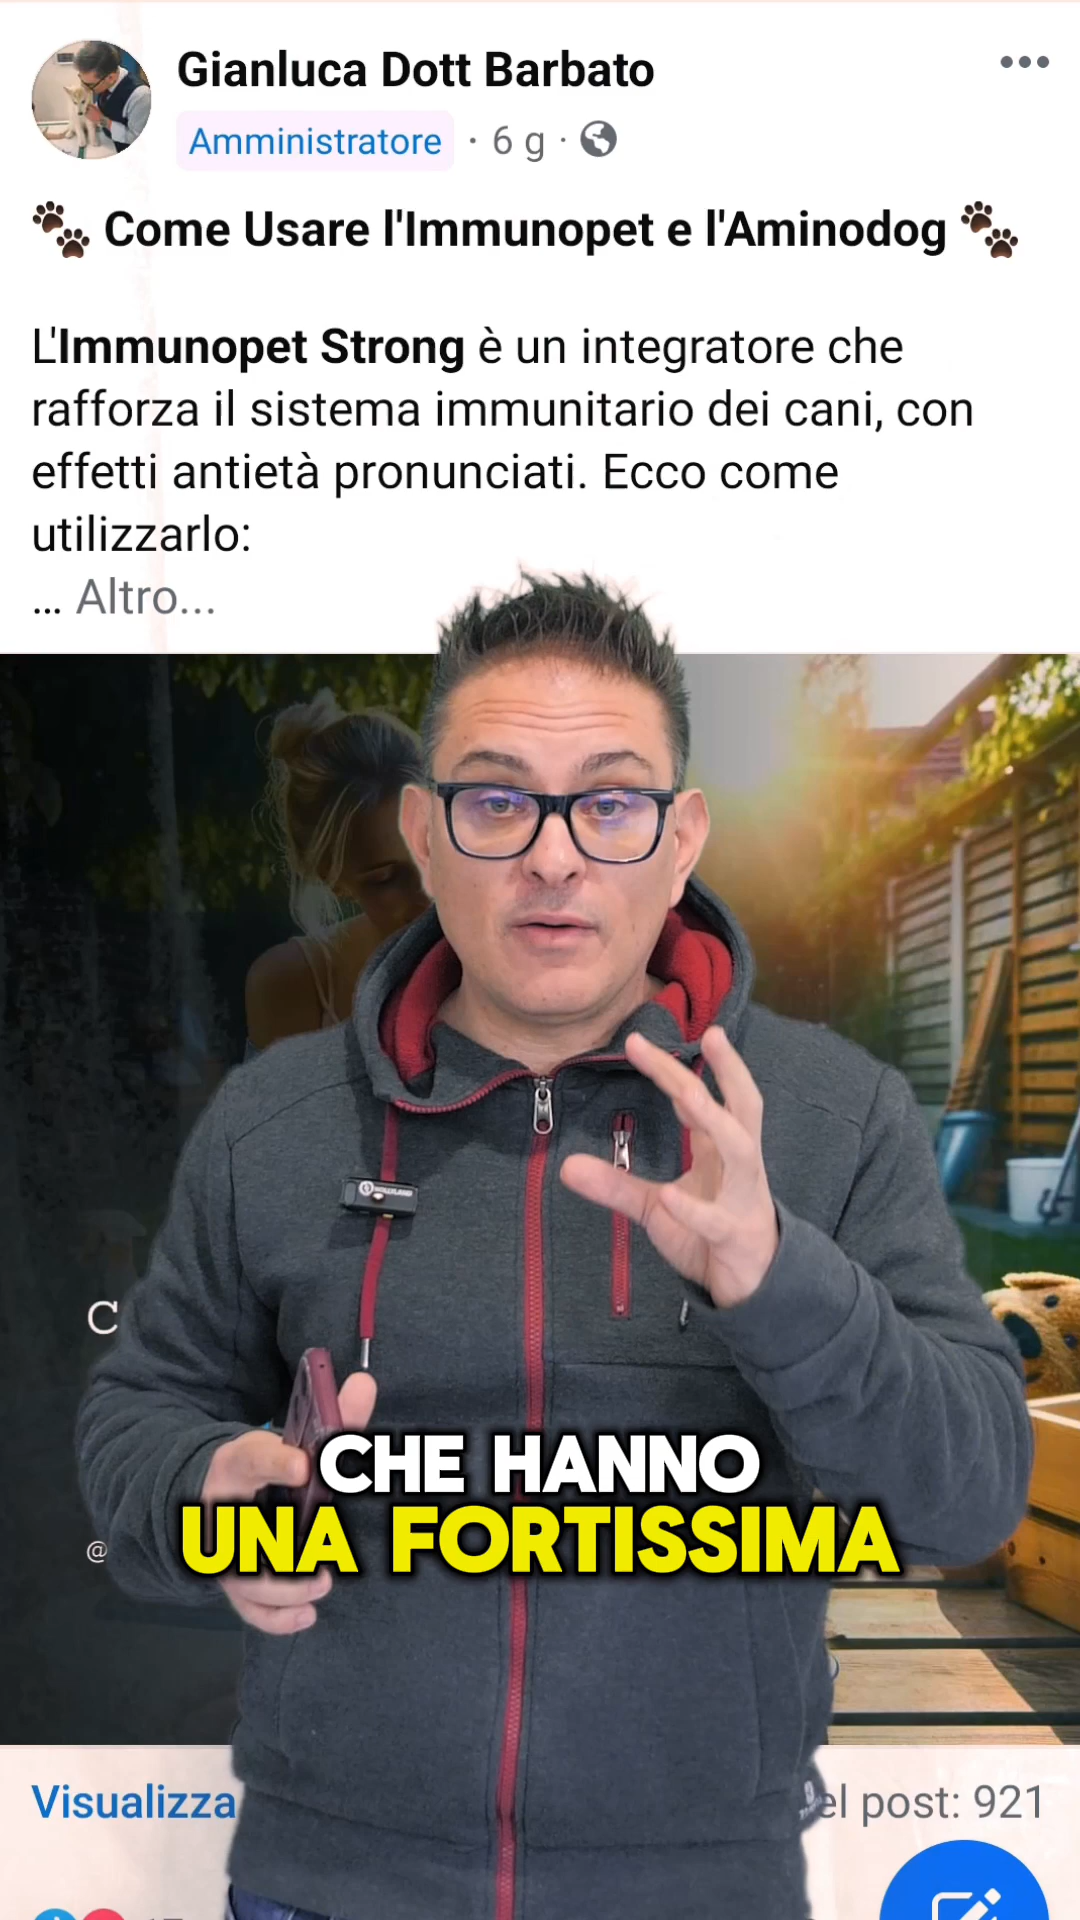 Gianluca Dott Barbato
Amministratore · 6 g ·
Come Usare l'Immunopet e l'Aminodog
L'Immunopet Strong è un integratore che
rafforza il sistema immunitario dei cani, con
effetti antietà pronunciati. Ecco come
utilizzarlo:
... Altro...
C
@
CHE HANNO
UNA FORTISSIMA
Visualizza
el post: 921